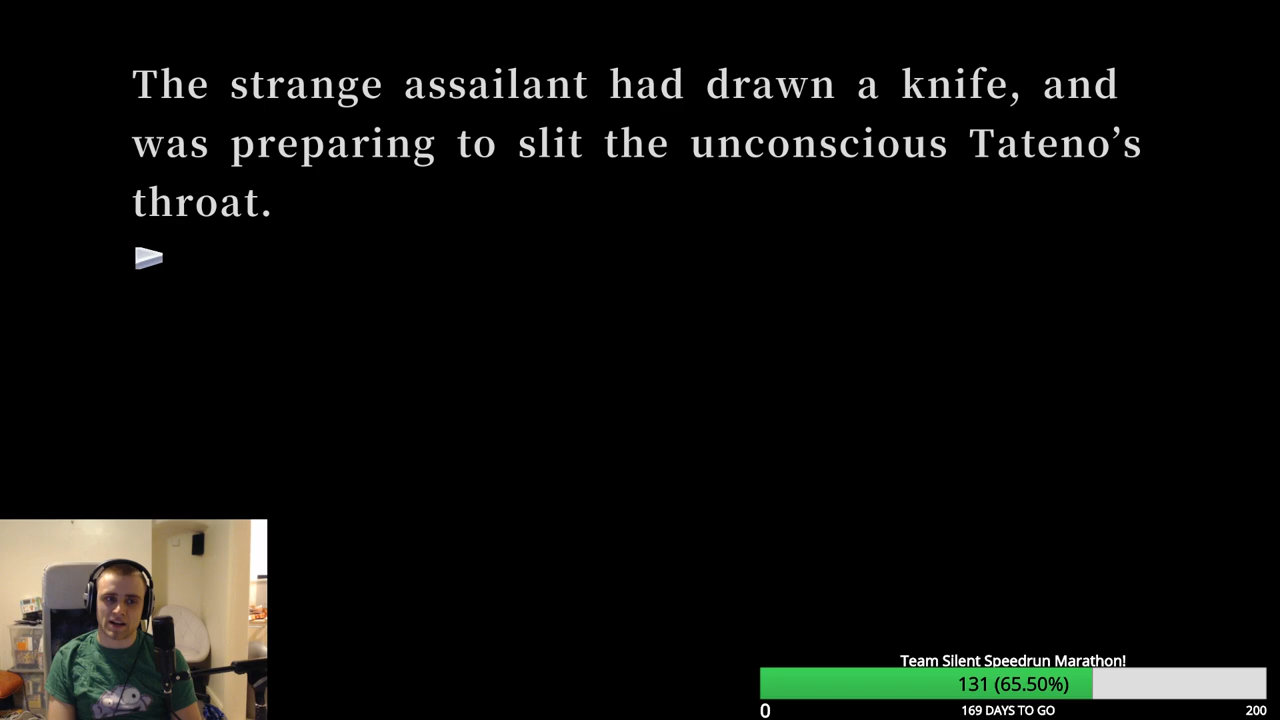 The strange assailant had drawn a knife, and
was preparing to slit the unconscious Tateno’s
throat.
Team Silent Speedrun Marathon!
131 (65.50%)
0
169 DAYS TO GO
200